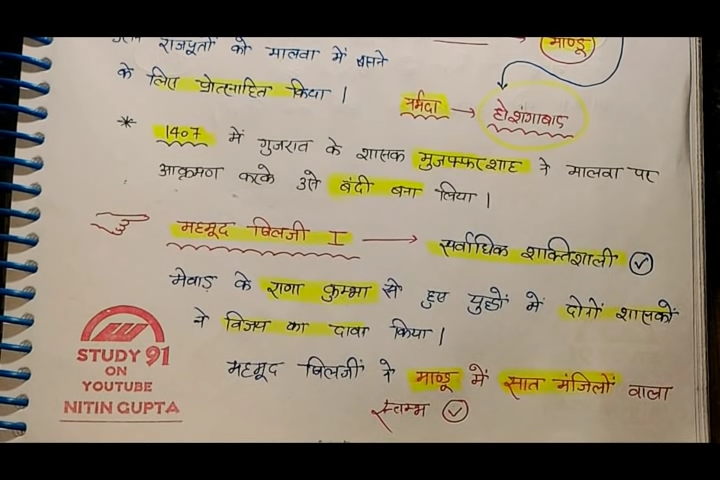 राजपूतों को मालवा में बसने
माण्डू
के लिए प्रोत्साहित किया |
नर्मदा → होशंगाबाद
* 1407 में गुजरात के शासक मुजफ्फरशाह ने मालवा पर
आक्रमण करके उसे बंदी बना लिया |
महमूद खिलजी I → सर्वाधिक शक्तिशाली
मेवाड के राणा कुम्भा से हुए युद्धों में दोनों शासकों
ने विजय का दावा किया |
महमूद खिलजी ने माण्डू में सात मंजिलों वाला
स्तम्भ
STUDY 91
ON
YOUTUBE
NITIN GUPTA